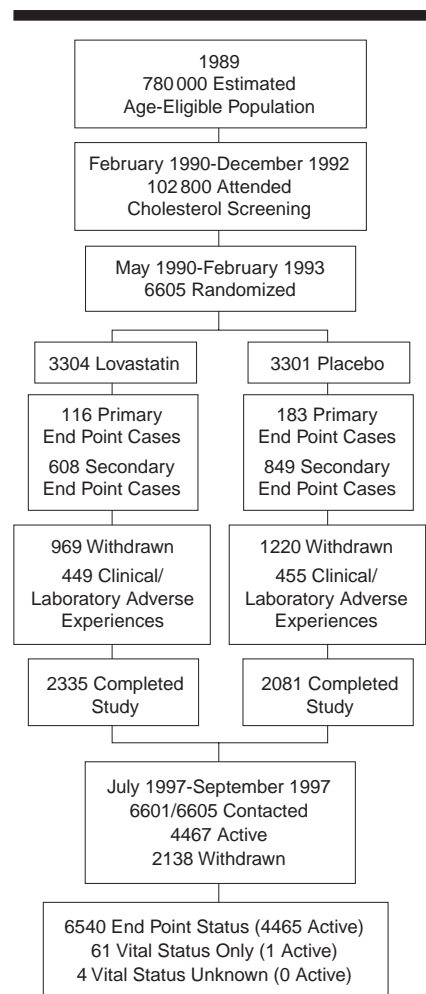 1989
780 000 Estimated
Age-Eligible Population
February 1990-December 1992
102 800 Attended
Cholesterol Screening
May 1990-February 1993
6605 Randomized
3304 Lovastatin
3301 Placebo
116 Primary
End Point Cases
608 Secondary
End Point Cases
183 Primary
End Point Cases
849 Secondary
End Point Cases
969 Withdrawn
449 Clinical/
Laboratory Adverse
Experiences
1220 Withdrawn
455 Clinical/
Laboratory Adverse
Experiences
2335 Completed
Study
2081 Completed
Study
July 1997-September 1997
6601/6605 Contacted
4467 Active
2138 Withdrawn
6540 End Point Status (4465 Active)
61 Vital Status Only (1 Active)
4 Vital Status Unknown (0 Active)